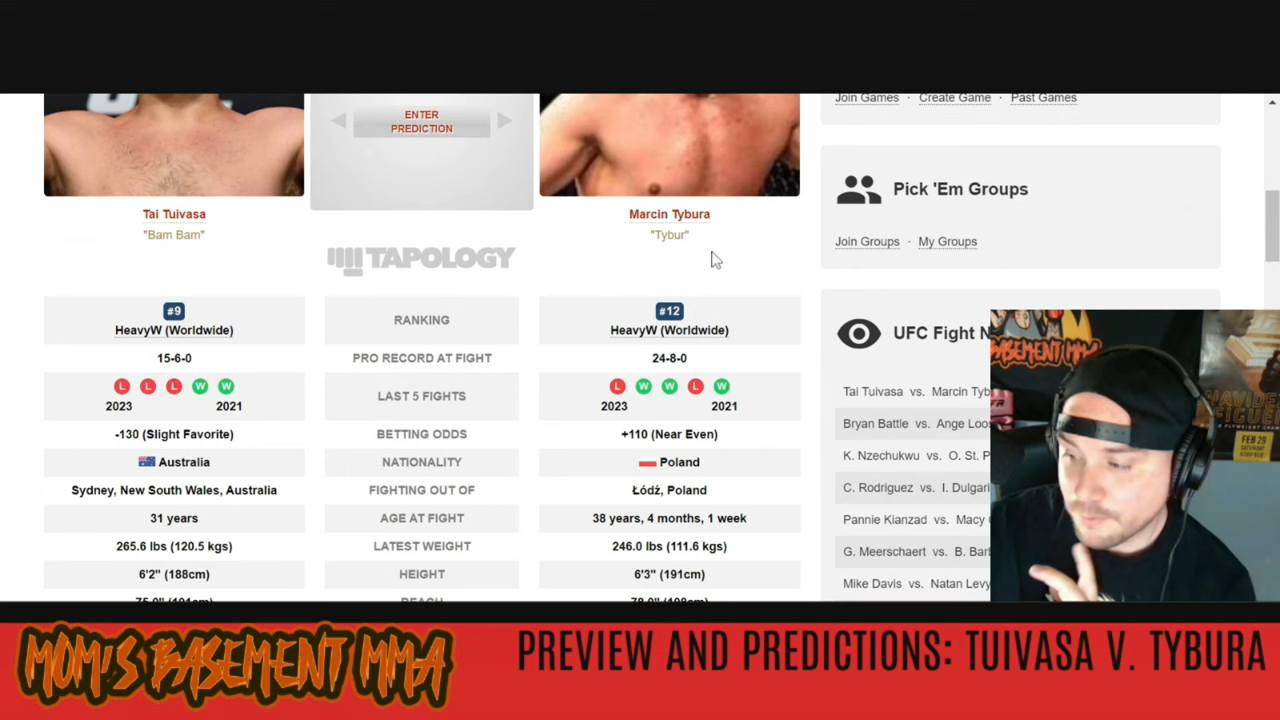 ENTER
PREDICTION
Tai Tuivasa
"Bam Bam"
Marcin Tybura
"Tybur"
TAPOLOGY
#9
HeavyW (Worldwide)
RANKING
#12
HeavyW (Worldwide)
15-6-0
PRO RECORD AT FIGHT
24-8-0
L L L W W
2023 2021
LAST 5 FIGHTS
L W W L W
2023 2021
-130 (Slight Favorite)
BETTING ODDS
+110 (Near Even)
Australia
NATIONALITY
Poland
Sydney, New South Wales, Australia
FIGHTING OUT OF
Łódź, Poland
31 years
AGE AT FIGHT
38 years, 4 months, 1 week
265.6 lbs (120.5 kgs)
LATEST WEIGHT
246.0 lbs (111.6 kgs)
6'2" (188cm)
HEIGHT
6'3" (191cm)
Join Games · Create Game · Past Games
Pick 'Em Groups
Join Groups · My Groups
UFC Fight N
Tai Tuivasa vs. Marcin Tyb
Bryan Battle vs. Ange Loos
K. Nzechukwu vs. O. St. P
C. Rodriguez vs. I. Dulgari
Pannie Kianzad vs. Macy
G. Meerschaert vs. B. Barb
Mike Davis vs. Natan Levy
BASEMENT MMA
FEB 29
MOM'S BASEMENT MMA
PREVIEW AND PREDICTIONS: TUIVASA V. TYBURA